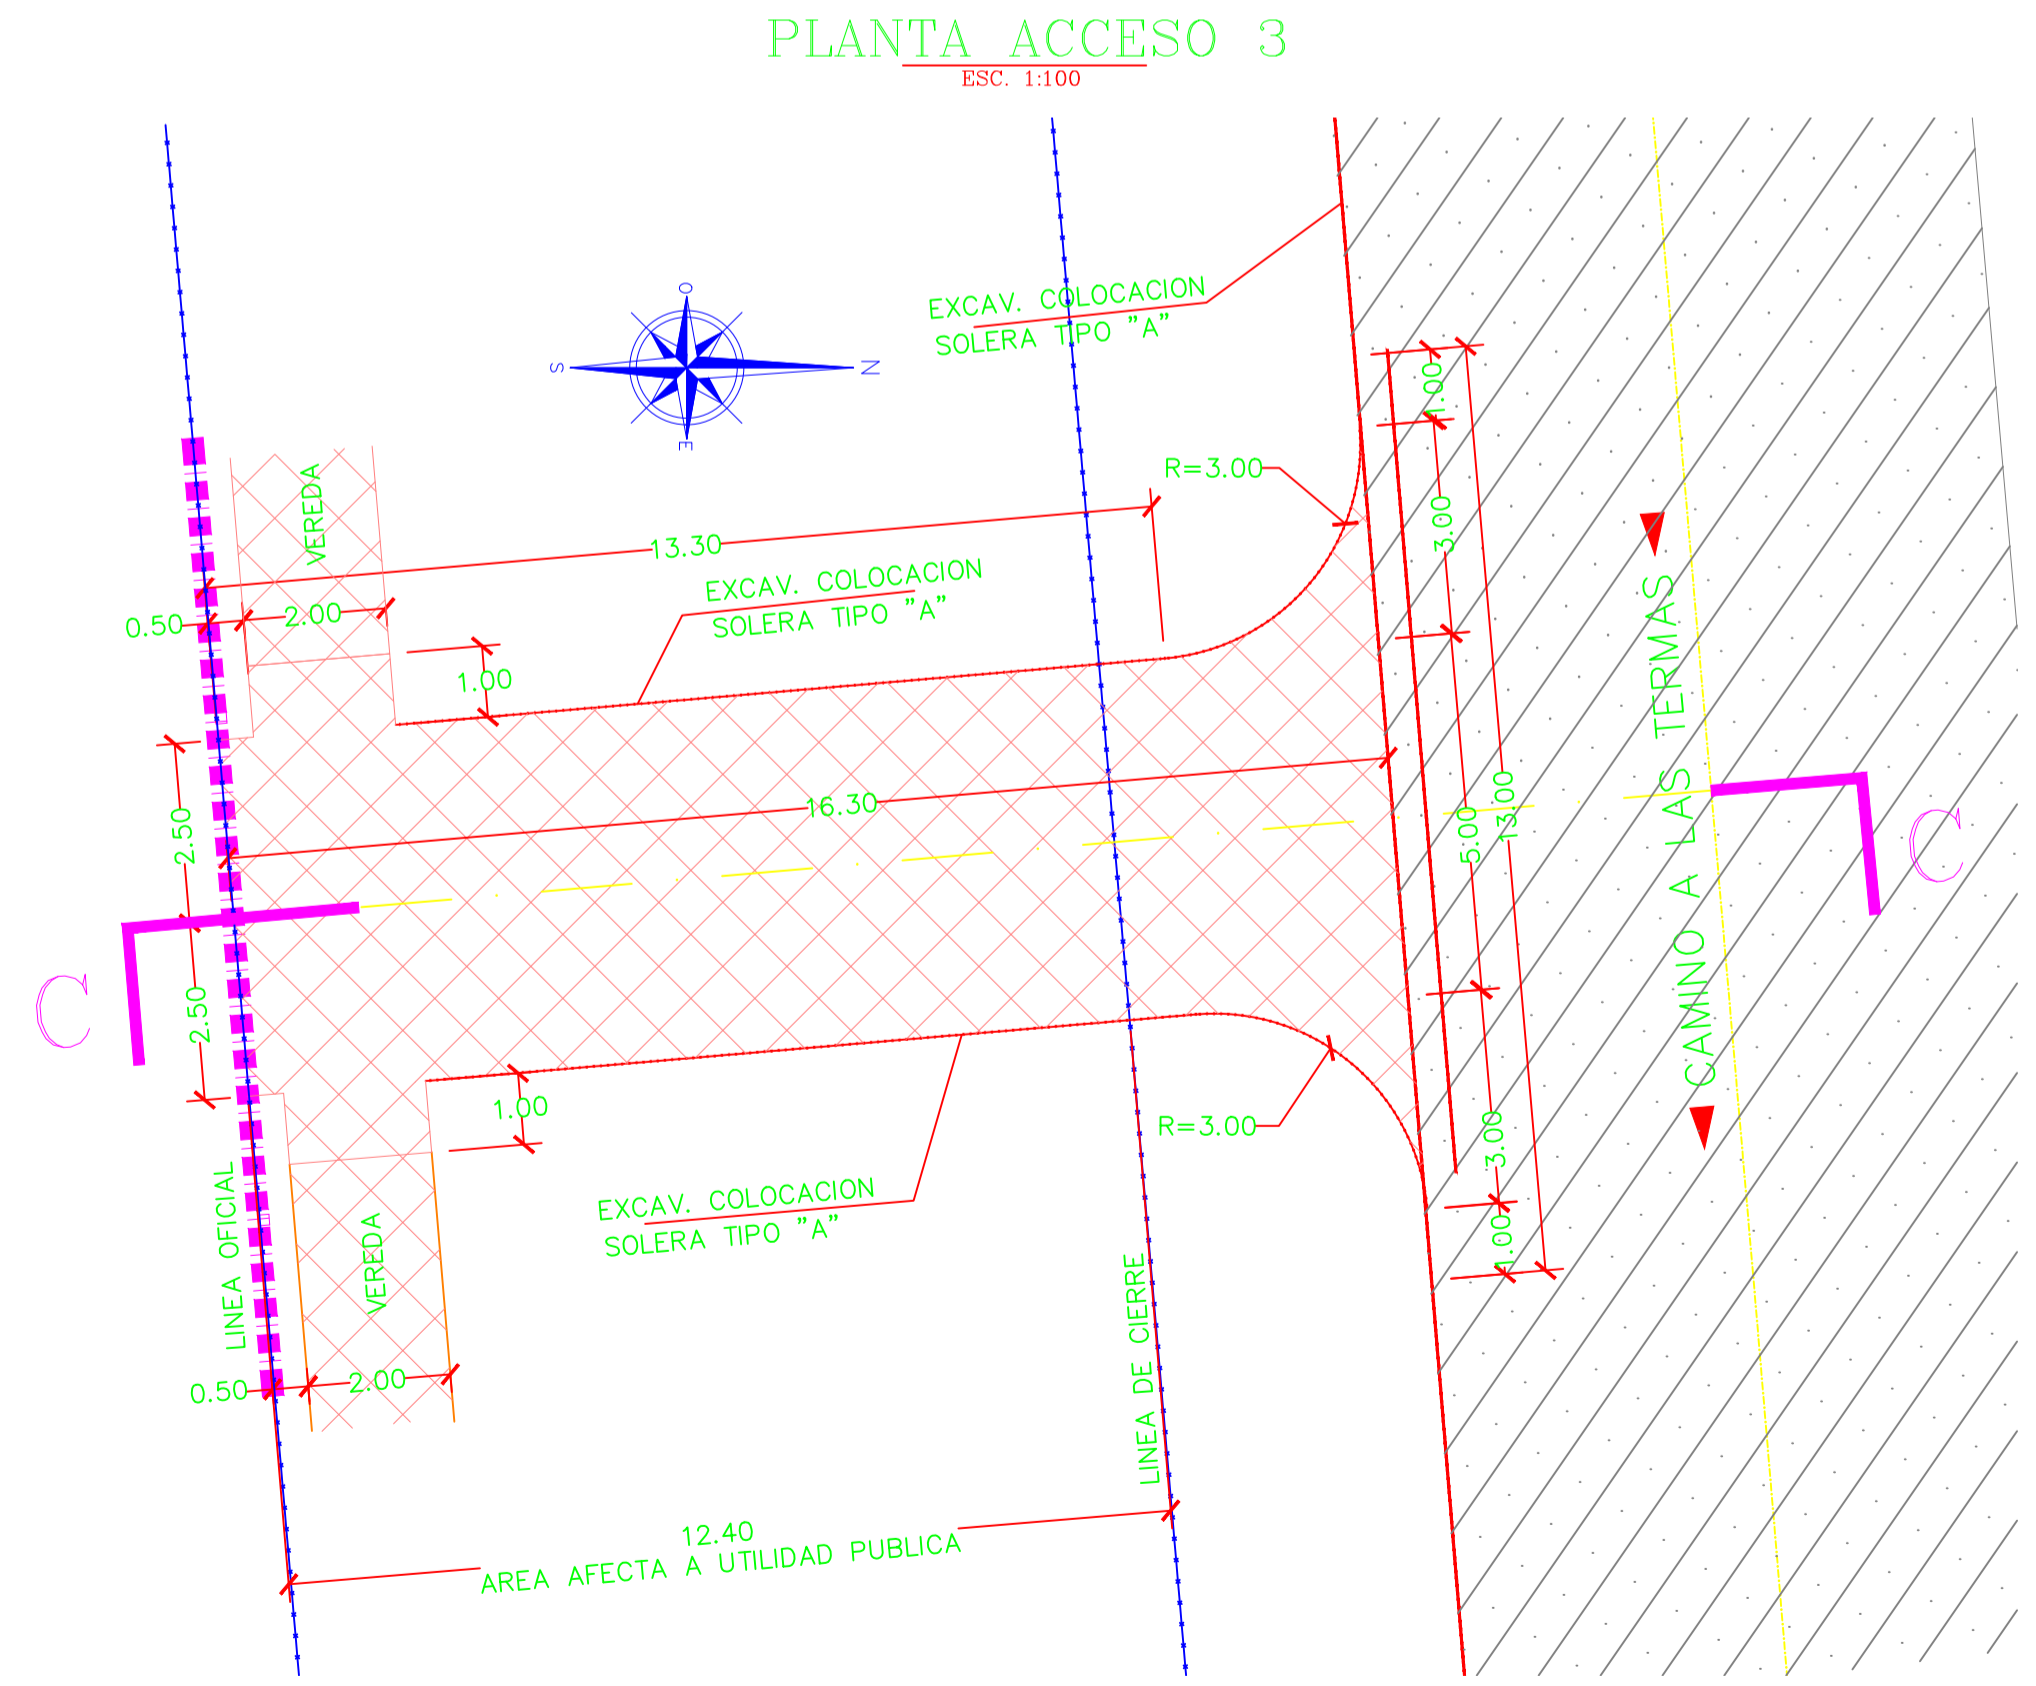 PLANTA ACCESO 3
ESC. 1:100
EXCAV. COLOCACION
SOLERA TIPO "A"
O
S
N
E
1.00
R=3.00
3.00
VEREDA
13.30
EXCAV. COLOCACION
SOLERA TIPO "A"
0.50
2.00
1.00
CAMINO A LAS TERMAS
16.30
2.50
5.00
13.00
C
C
2.50
1.00
R=3.00
3.00
1.00
EXCAV. COLOCACION
SOLERA TIPO "A"
LINEA OFICIAL
VEREDA
LINEA DE CIERRE
0.50
2.00
12.40
AREA AFECTA A UTILIDAD PUBLICA